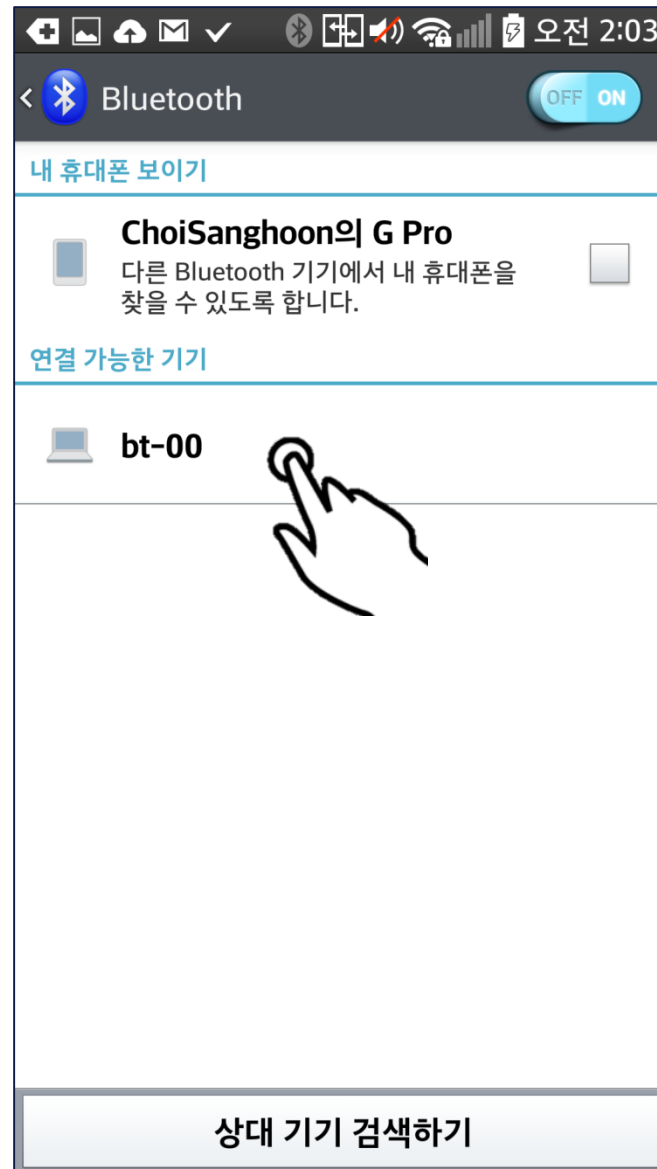 오전 2:03
Bluetooth
OFF ON
내 휴대폰 보이기
ChoiSanghoon의 G Pro
다른 Bluetooth 기기에서 내 휴대폰을
찾을 수 있도록 합니다.
연결 가능한 기기
bt-00
상대 기기 검색하기